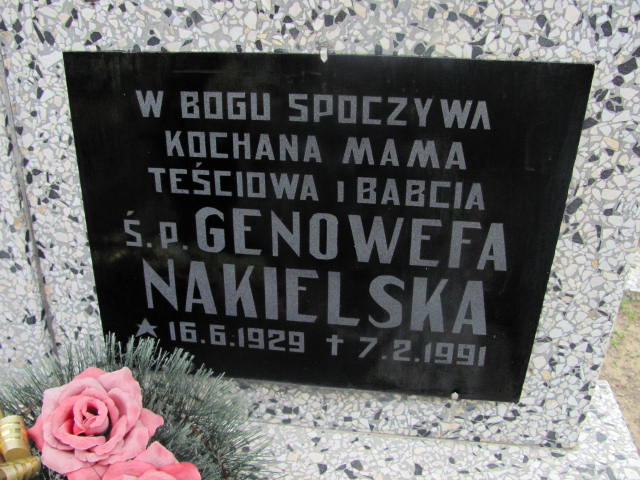 W BOGU SPOCZYWA
KOCHANA MAMA
TEŚCIOWA I BABCIA
Ś.P. GENOWEFA
NAKIELSKA
★ 16.6.1929 † 7.2.1991